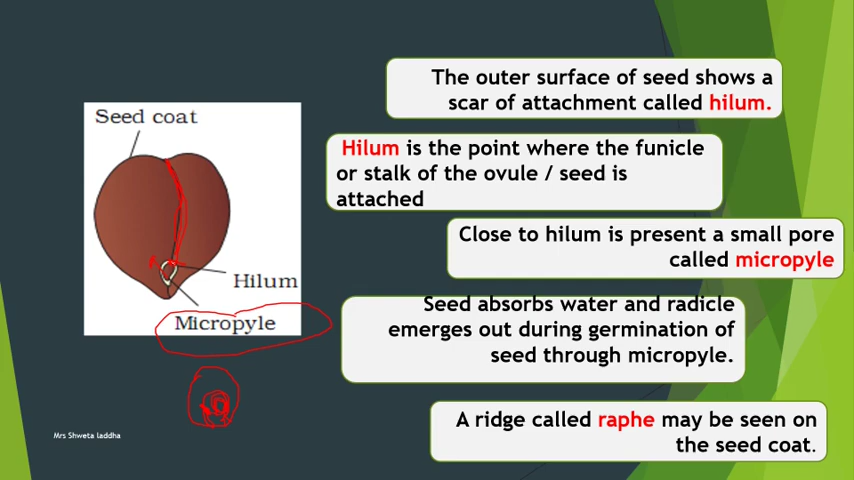 The outer surface of seed shows a
scar of attachment called hilum.
Seed coat
Hilum is the point where the funicle
or stalk of the ovule / seed is
attached
Close to hilum is present a small pore
called micropyle
Hilum
Micropyle
Seed absorbs water and radicle
emerges out during germination of
seed through micropyle.
A ridge called raphe may be seen on
the seed coat.
Mrs Shweta laddha